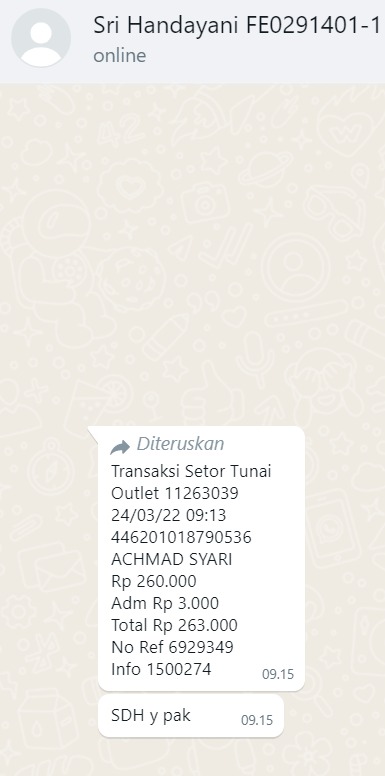 Sri Handayani FE0291401-1
online
Diteruskan
Transaksi Setor Tunai
Outlet 11263039
24/03/22 09:13
446201018790536
ACHMAD SYARI
Rp 260.000
Adm Rp 3.000
Total Rp 263.000
No Ref 6929349
Info 1500274
09.15
SDH y pak
09.15